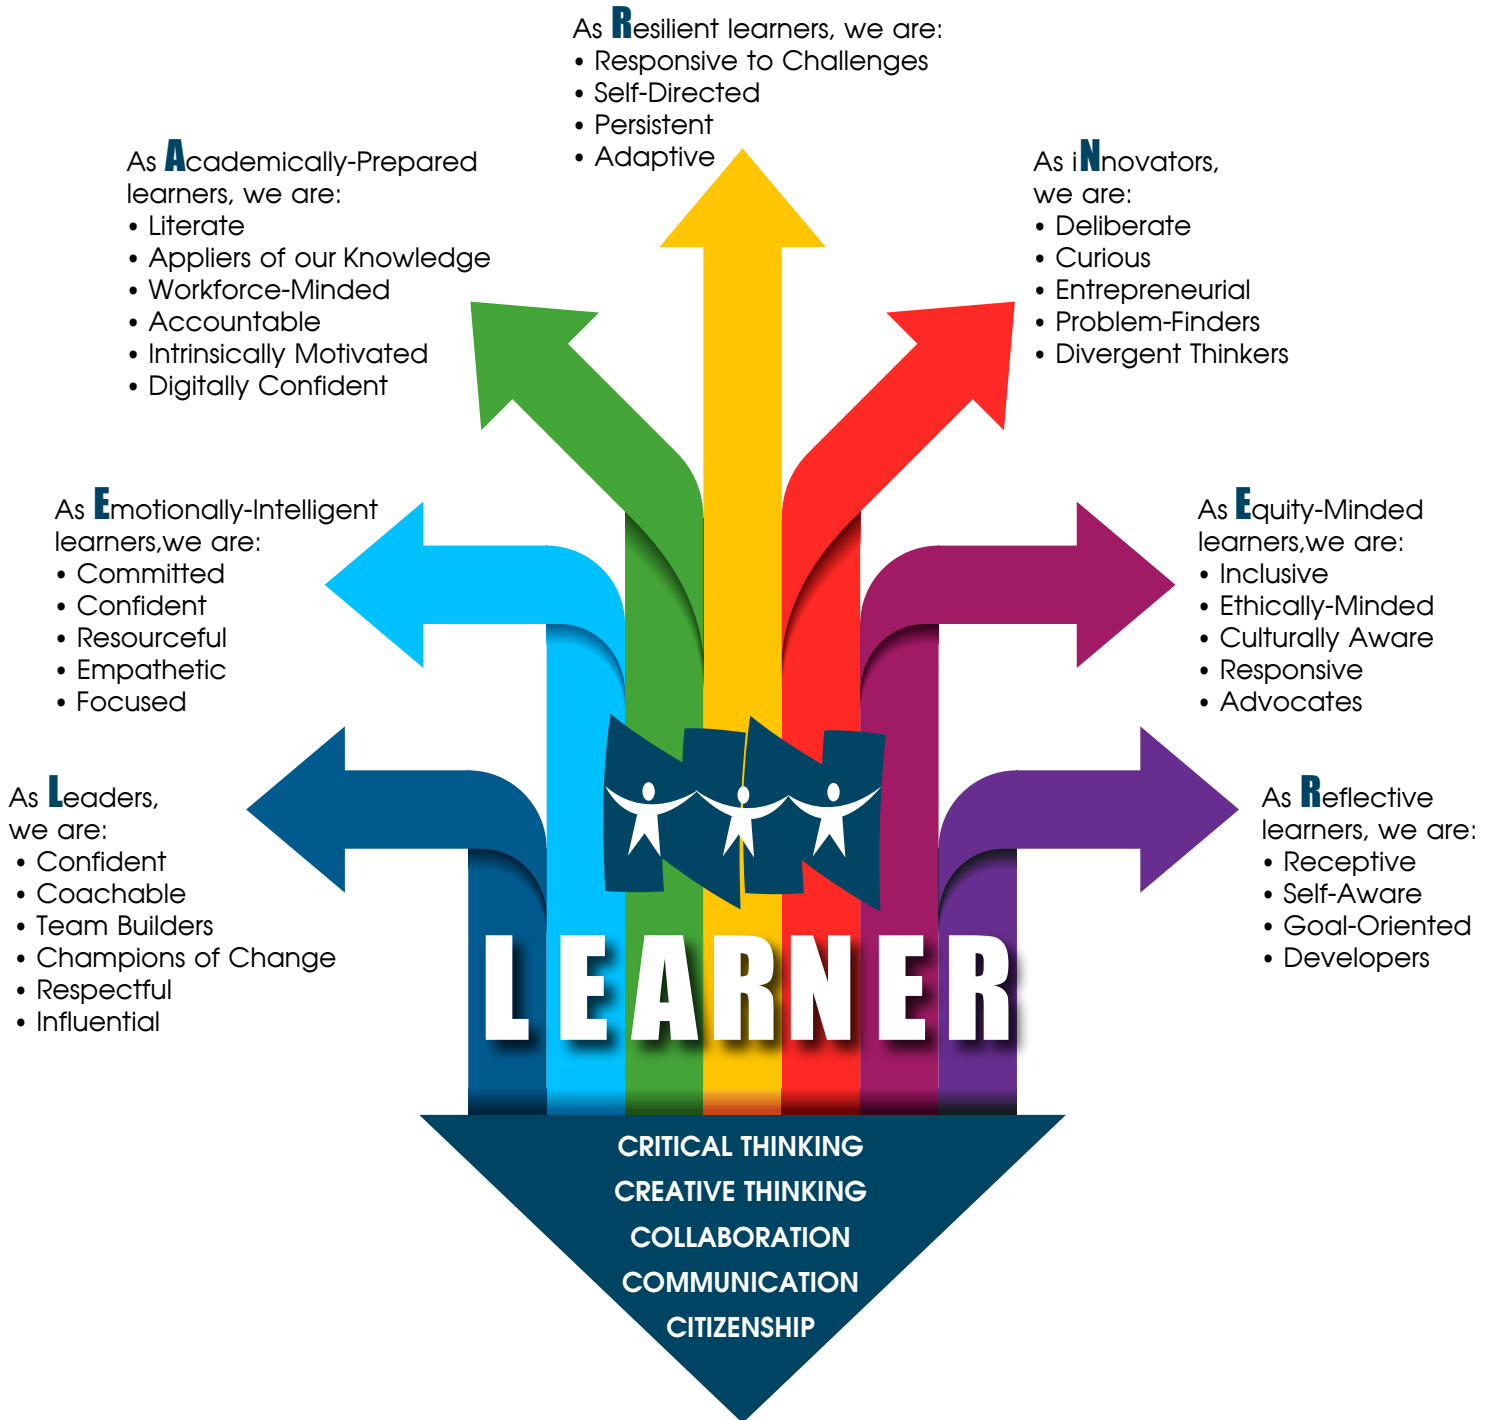 As Resilient learners, we are:
• Responsive to Challenges
• Self-Directed
• Persistent
• Adaptive
As Academically-Prepared
learners, we are:
• Literate
• Appliers of our Knowledge
• Workforce-Minded
• Accountable
• Intrinsically Motivated
• Digitally Confident
As iNnovators,
we are:
• Deliberate
• Curious
• Entrepreneurial
• Problem-Finders
• Divergent Thinkers
As Emotionally-Intelligent
learners,we are:
• Committed
• Confident
• Resourceful
• Empathetic
• Focused
As Equity-Minded
learners,we are:
• Inclusive
• Ethically-Minded
• Culturally Aware
• Responsive
• Advocates
As Leaders,
we are:
• Confident
• Coachable
• Team Builders
• Champions of Change
• Respectful
• Influential
As Reflective
learners, we are:
• Receptive
• Self-Aware
• Goal-Oriented
• Developers
LEARNER
CRITICAL THINKING
CREATIVE THINKING
COLLABORATION
COMMUNICATION
CITIZENSHIP